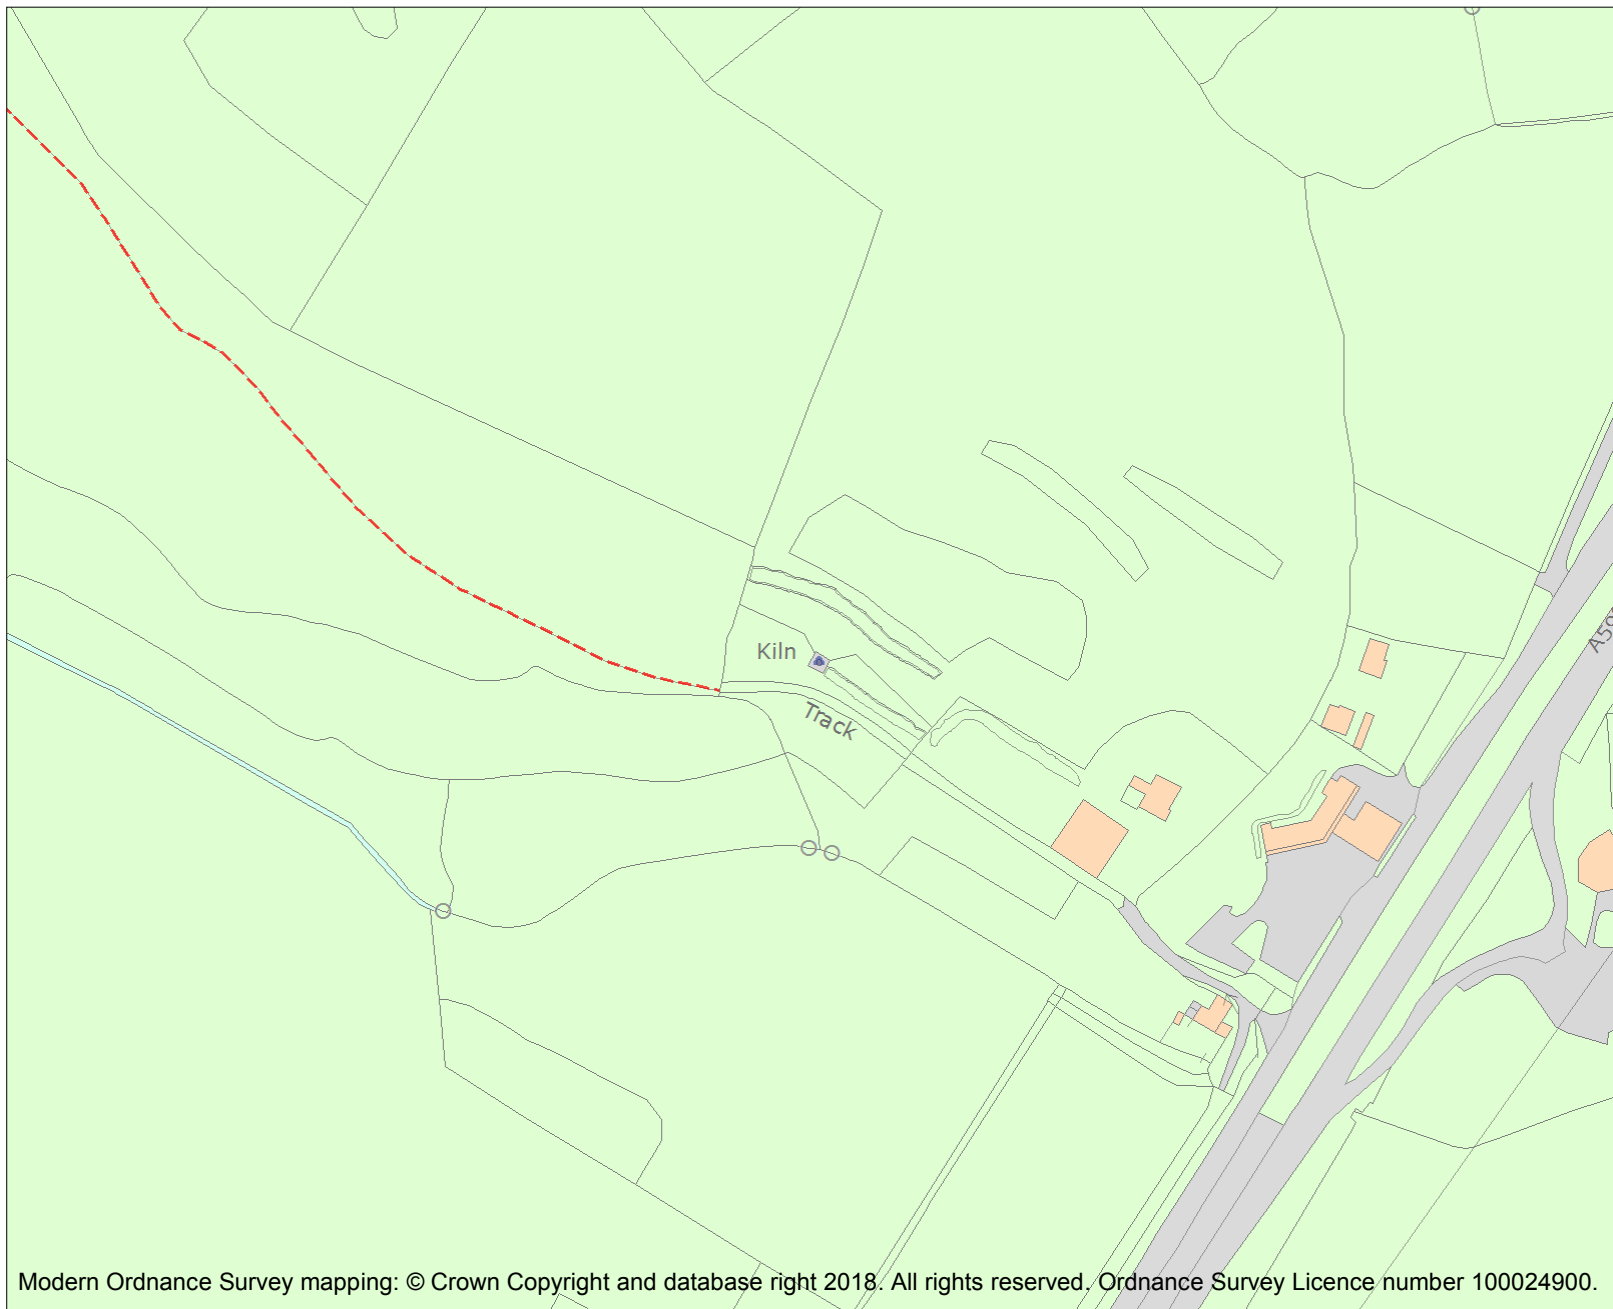 Kiln
Track
Modern Ordnance Survey mapping: © Crown Copyright and database right 2018. All rights reserved. Ordnance Survey Licence number 100024900.